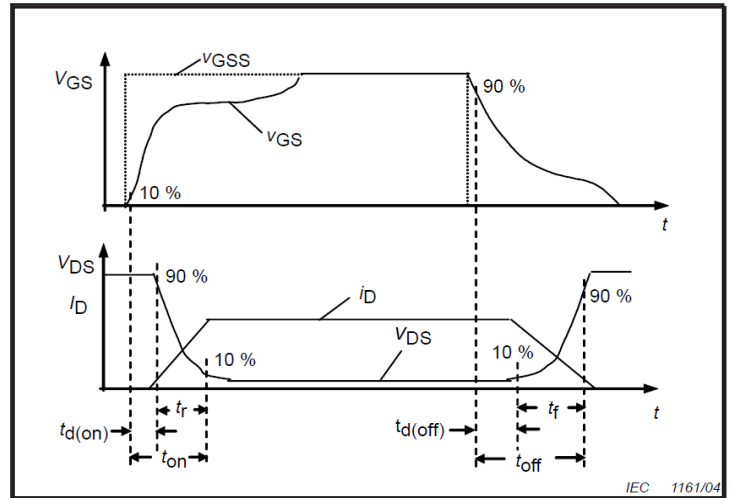 vGSS
VGS
90 %
vGS
10 %
t
VDS
ID
90 %
iD
90 %
vDS
10 %
10 %
tr
tf
t
td(on)
td(off)
ton
toff
IEC 1161/04